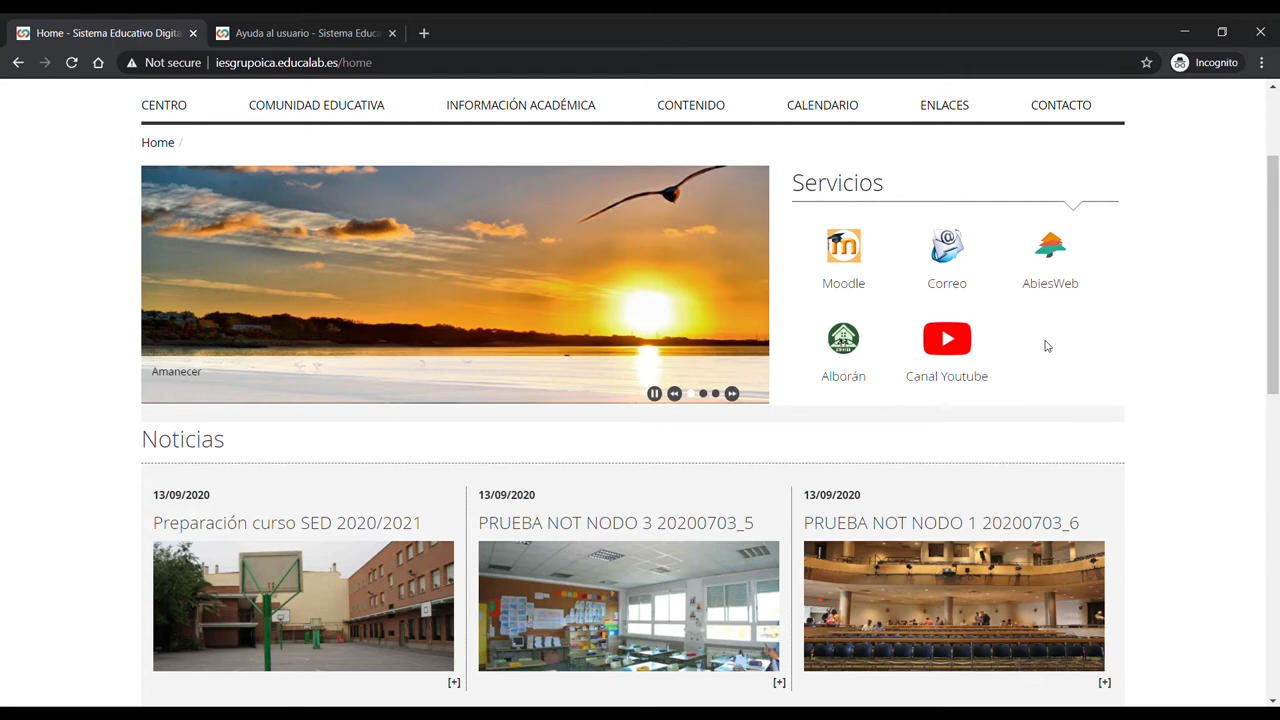 Home - Sistema Educativo Digita
Ayuda al usuario - Sistema Educa
Not secure
iesgrupoica.educalab.es/home
Incognito
CENTRO
COMUNIDAD EDUCATIVA
INFORMACIÓN ACADÉMICA
CONTENIDO
CALENDARIO
ENLACES
CONTACTO
Home /
Amanecer
Servicios
Moodle
Correo
AbiesWeb
Alborán
Canal Youtube
Noticias
13/09/2020
Preparación curso SED 2020/2021
[+]
13/09/2020
PRUEBA NOT NODO 3 20200703_5
[+]
13/09/2020
PRUEBA NOT NODO 1 20200703_6
[+]